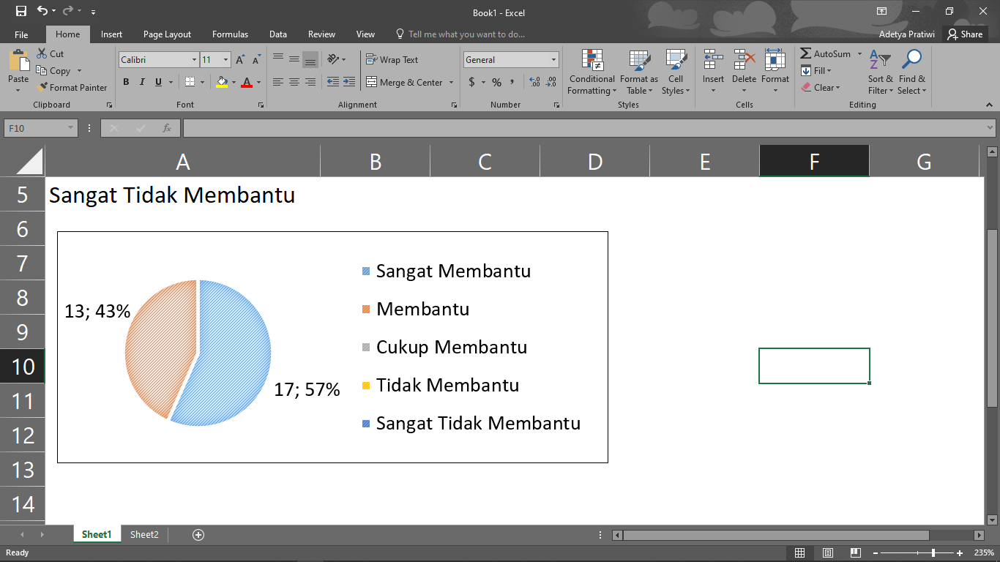 Book1 - Excel
File Home Insert Page Layout Formulas Data Review View Tell me what you want to do... Adetya Pratiwi Share
Paste
Cut
Copy
Format Painter
Clipboard
Calibri 11
B I U
Font
Wrap Text
Merge & Center
Alignment
General
$ % ,
Number
Conditional Formatting
Format as Table
Cell Styles
Styles
Insert Delete Format
Cells
AutoSum
Fill
Clear
Sort & Filter
Find & Select
Editing
F10 fx
A B C D E F G
5 Sangat Tidak Membantu
6
7
8
9
10
11
12
13
14
13; 43%
17; 57%
Sangat Membantu
Membantu
Cukup Membantu
Tidak Membantu
Sangat Tidak Membantu
Sheet1 Sheet2
Ready 235%